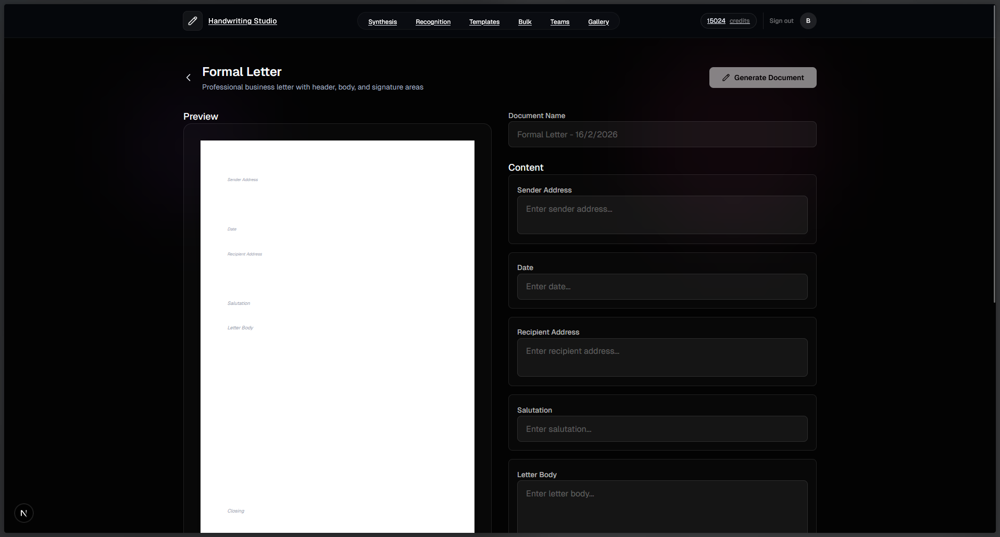 Handwriting Studio
Synthesis Recognition Templates Bulk Teams Gallery
15024 credits
Sign out
B
Formal Letter
Professional business letter with header, body, and signature areas
Generate Document
Preview
Sender Address
Date
Recipient Address
Salutation
Letter Body
Closing
Document Name
Formal Letter - 16/2/2026
Content
Sender Address
Enter sender address...
Date
Enter date...
Recipient Address
Enter recipient address...
Salutation
Enter salutation...
Letter Body
Enter letter body...
N